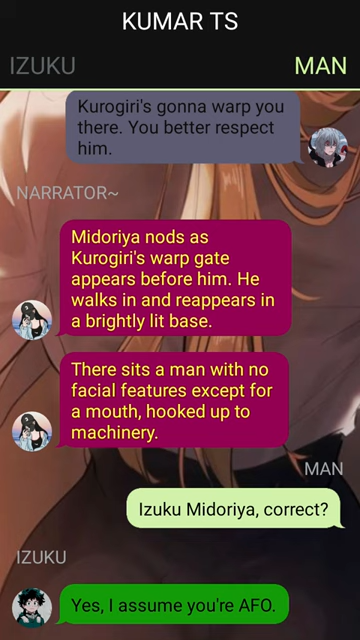 KUMAR TS
IZUKU
MAN
Kurogiri's gonna warp you
there. You better respect
him.
NARRATOR~
Midoriya nods as
Kurogiri's warp gate
appears before him. He
walks in and reappears in
a brightly lit base.
There sits a man with no
facial features except for
a mouth, hooked up to
machinery.
MAN
Izuku Midoriya, correct?
IZUKU
Yes, I assume you're AFO.